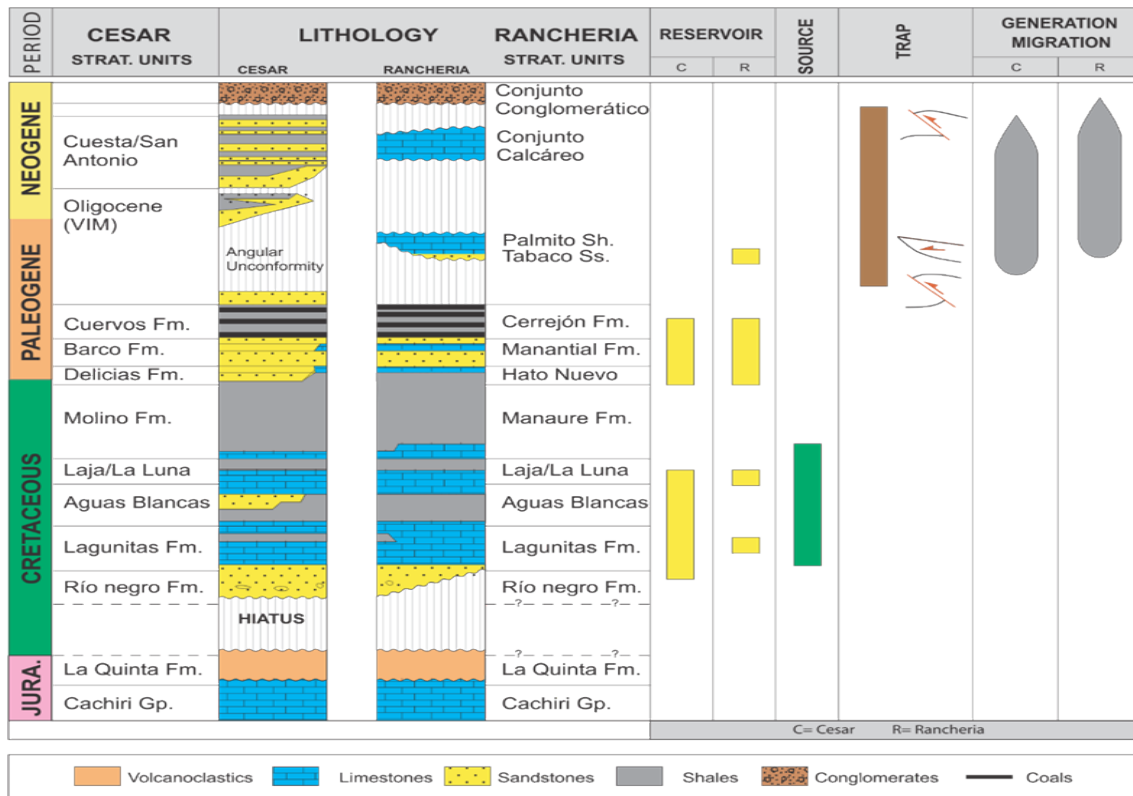 PERIOD
CESAR
STRAT. UNITS
LITHOLOGY
CESAR
RANCHERIA
RANCHERIA
STRAT. UNITS
RESERVOIR
C
R
SOURCE
TRAP
GENERATION
MIGRATION
C
R
NEOGENE
PALEOGENE
CRETACEOUS
JURA.
Cuesta/San
Antonio
Oligocene
(VIM)
Cuervos Fm.
Barco Fm.
Delicias Fm.
Molino Fm.
Laja/La Luna
Aguas Blancas
Lagunitas Fm.
Río negro Fm.
La Quinta Fm.
Cachiri Gp.
Angular
Unconformity
HIATUS
Conjunto
Conglomerático
Conjunto
Calcáreo
Palmito Sh.
Tabaco Ss.
Cerrejón Fm.
Manantial Fm.
Hato Nuevo
Manaure Fm.
Laja/La Luna
Aguas Blancas
Lagunitas Fm.
Río negro Fm.
? ?
? ?
La Quinta Fm.
Cachiri Gp.
C= Cesar R= Rancheria
Volcanoclastics Limestones Sandstones Shales Conglomerates Coals